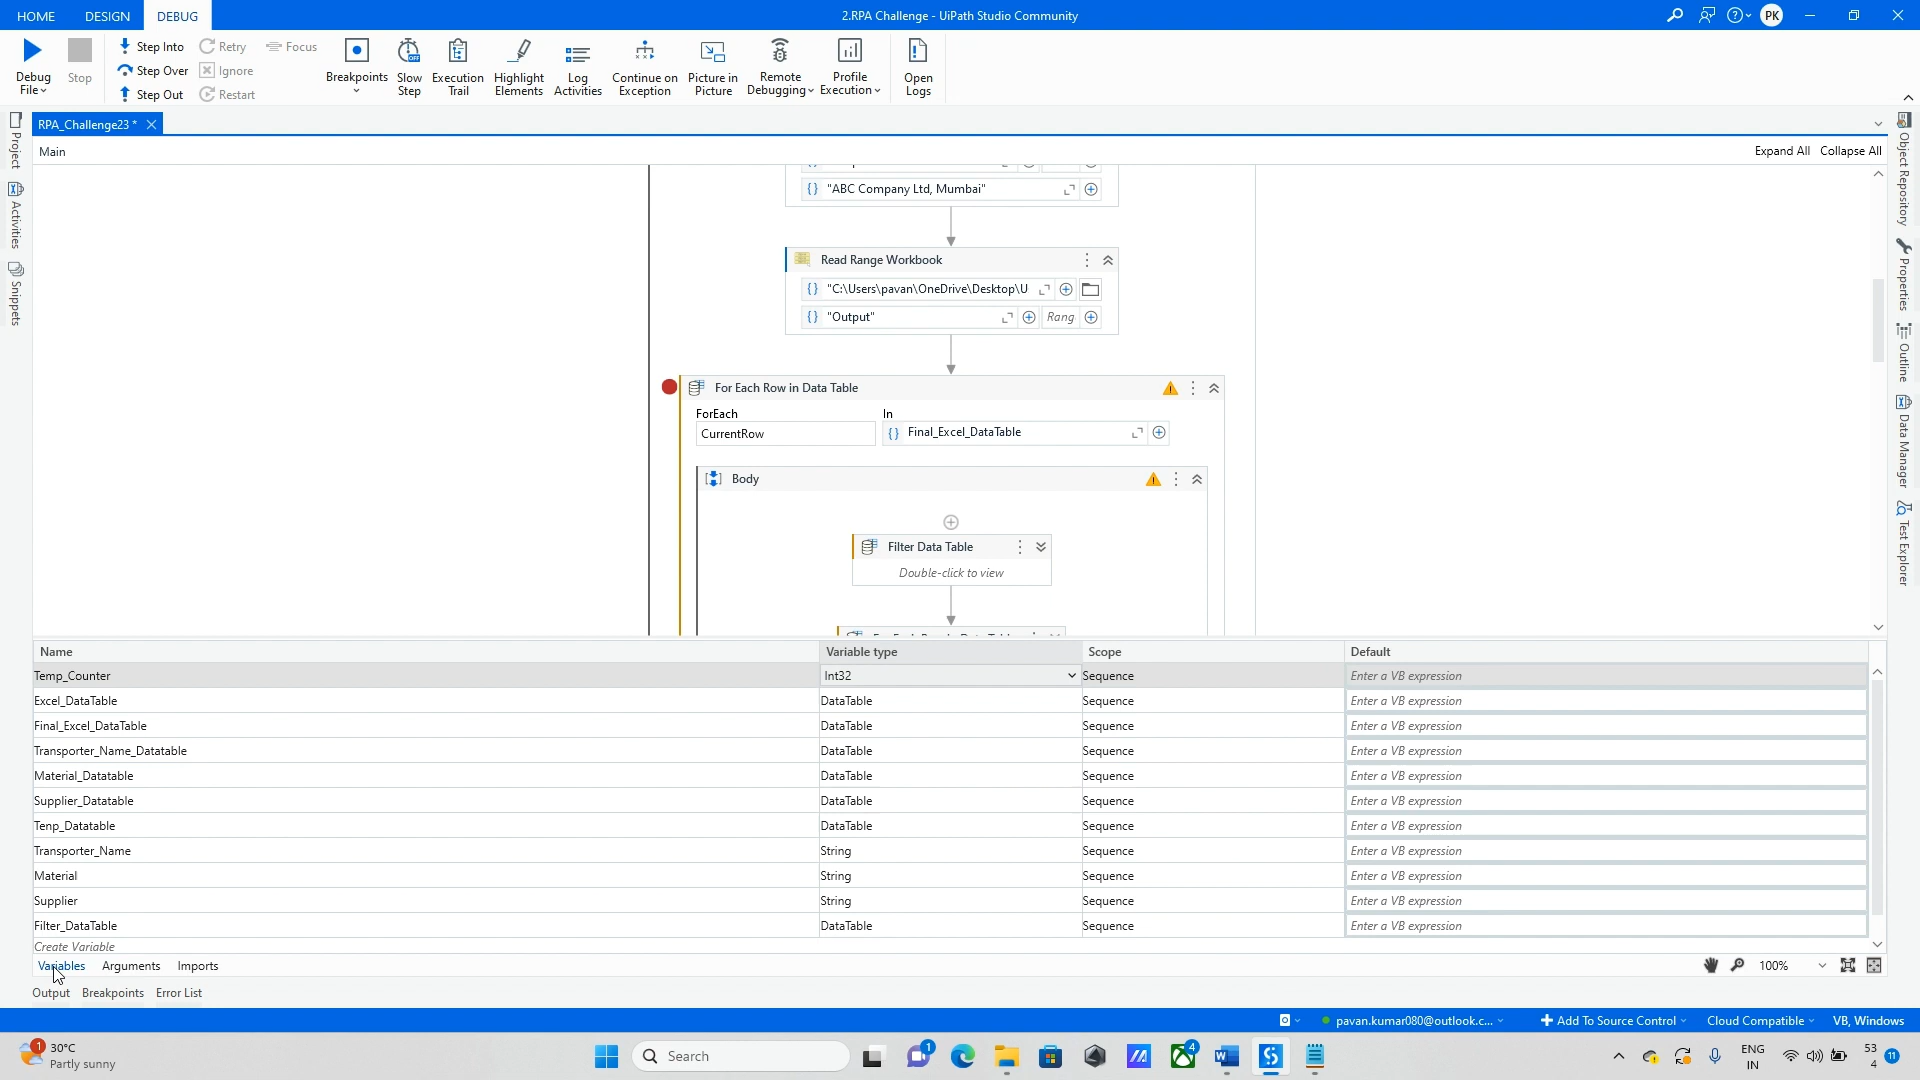 HOME DESIGN DEBUG
2.RPA Challenge - UiPath Studio Community
PK
Debug File
Stop
Step Into
Step Over
Step Out
Retry
Ignore
Restart
Focus
Breakpoints
Slow Step
Execution Trail
Highlight Elements
Log Activities
Continue on Exception
Picture in Picture
Remote Debugging
Profile Execution
Open Logs
RPA_Challenge23 *
Main
Expand All Collapse All
Project
Activities
Snippets
Object Repository
Properties
Outline
Data Manager
Test Explorer
"ABC Company Ltd, Mumbai"
Read Range Workbook
"C:\Users\pavan\OneDrive\Desktop\U
"Output" Rang
For Each Row in Data Table
ForEach In
CurrentRow Final_Excel_DataTable
Body
Filter Data Table
Double-click to view
Name Variable type Scope Default
Temp_Counter Int32 Sequence Enter a VB expression
Excel_DataTable DataTable Sequence Enter a VB expression
Final_Excel_DataTable DataTable Sequence Enter a VB expression
Transporter_Name_Datatable DataTable Sequence Enter a VB expression
Material_Datatable DataTable Sequence Enter a VB expression
Supplier_Datatable DataTable Sequence Enter a VB expression
Tenp_Datatable DataTable Sequence Enter a VB expression
Transporter_Name String Sequence Enter a VB expression
Material String Sequence Enter a VB expression
Supplier String Sequence Enter a VB expression
Filter_DataTable DataTable Sequence Enter a VB expression
Create Variable
Variables Arguments Imports 100%
Output Breakpoints Error List
pavan.kumar080@outlook.c... Add To Source Control Cloud Compatible VB, Windows
1
30°C
Partly sunny
Search
1
4
ENG
IN
53
4
11